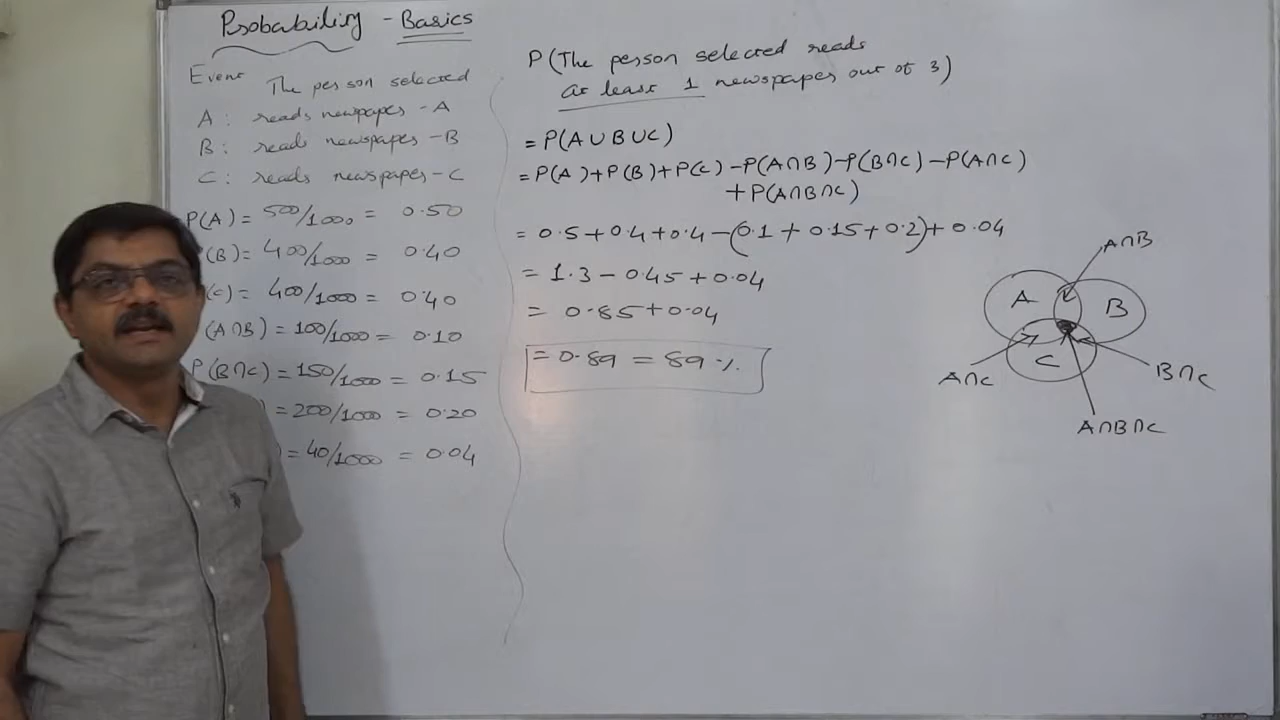 Probability - Basics
Event The person selected
A: reads newspaper - A
B: reads newspaper - B
C: reads newspaper - C
P(A) = 500/1000 = 0.50
(B) = 400/1000 = 0.40
(C) = 400/1000 = 0.40
(A∩B) = 100/1000 = 0.10
P(B∩C) = 150/1000 = 0.15
) = 200/1000 = 0.20
) = 40/1000 = 0.04
P(The person selected reads
at least 1 newspaper out of 3)
= P(A∪B∪C)
= P(A) + P(B) + P(C) - P(A∩B) - P(B∩C) - P(A∩C)
+ P(A∩B∩C)
= 0.5 + 0.4 + 0.4 - (0.1 + 0.15 + 0.2) + 0.04
= 1.3 - 0.45 + 0.04
= 0.85 + 0.04
= 0.89 = 89 %.
A∩B
A
B
C
A∩C
B∩C
A∩B∩C